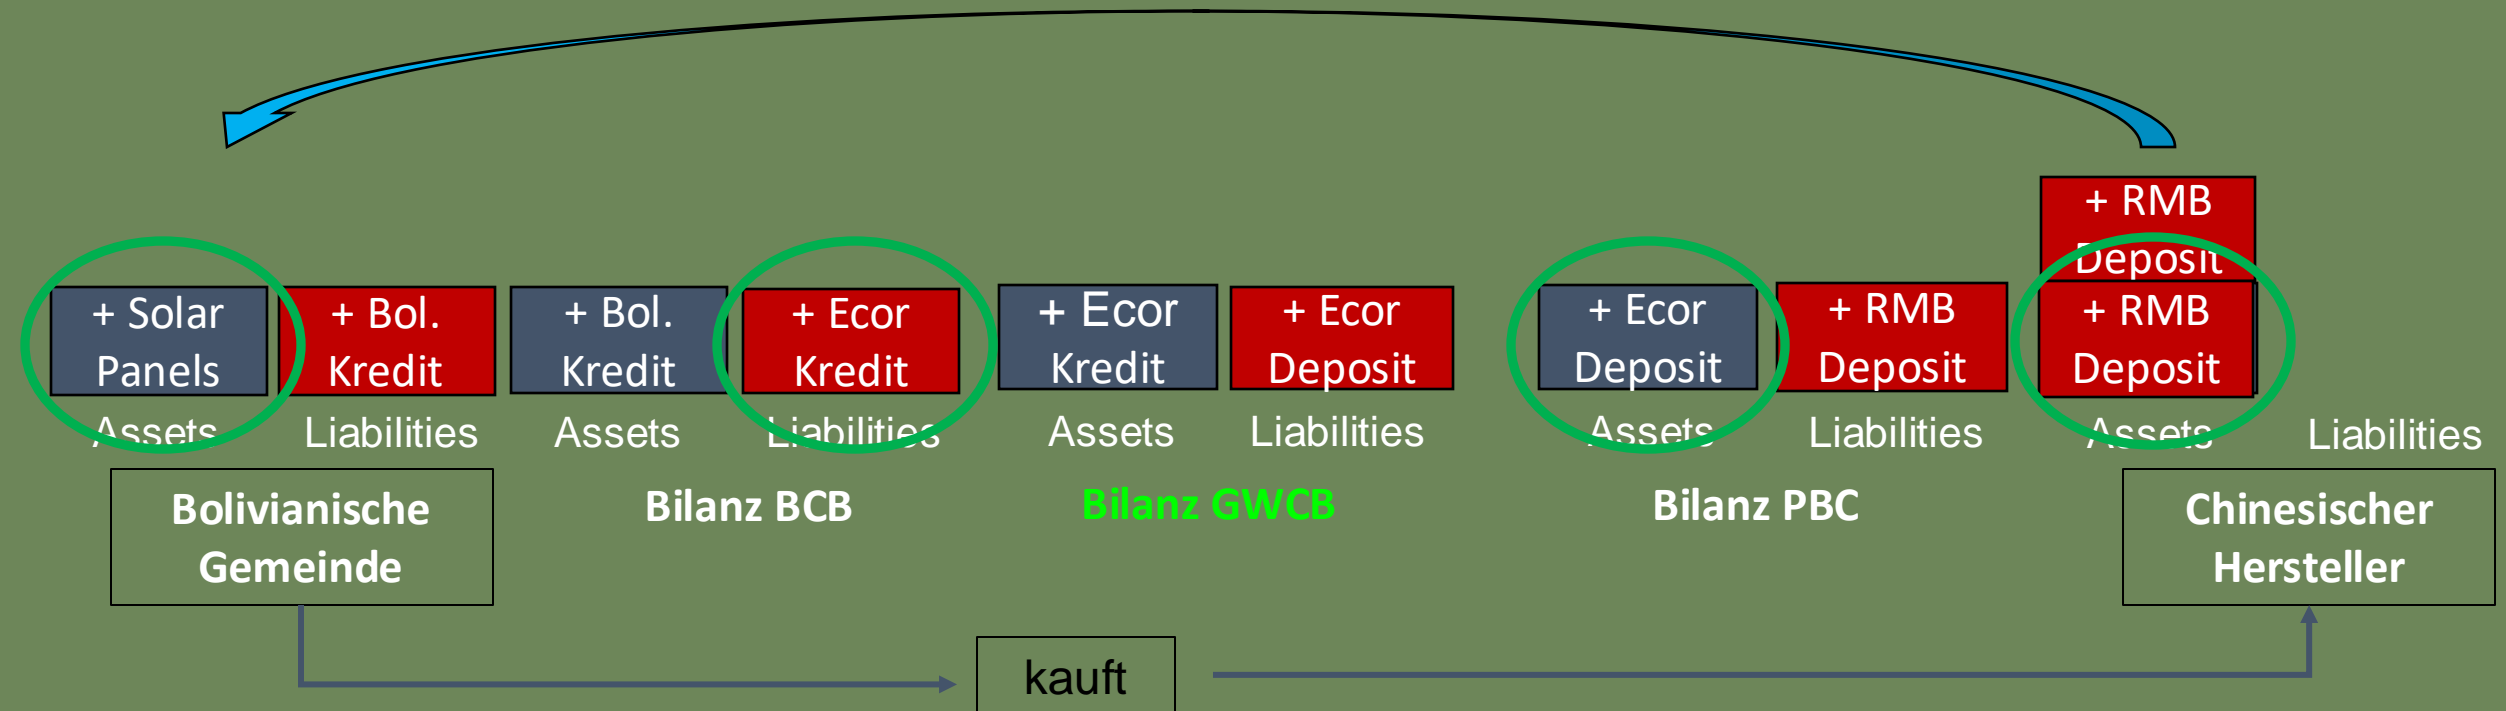 + RMB
Deposit
+ Solar
Panels
+ Bol.
Kredit
+ Bol.
Kredit
+ Ecor
Kredit
+ Ecor
Kredit
+ Ecor
Deposit
+ Ecor
Deposit
+ RMB
Deposit
+ RMB
Deposit
Assets
Liabilities
Assets
Liabilities
Assets
Liabilities
Assets
Liabilities
Assets
Liabilities
Bolivianische
Gemeinde
Bilanz BCB
Bilanz GWCB
Bilanz PBC
Chinesischer
Hersteller
kauft